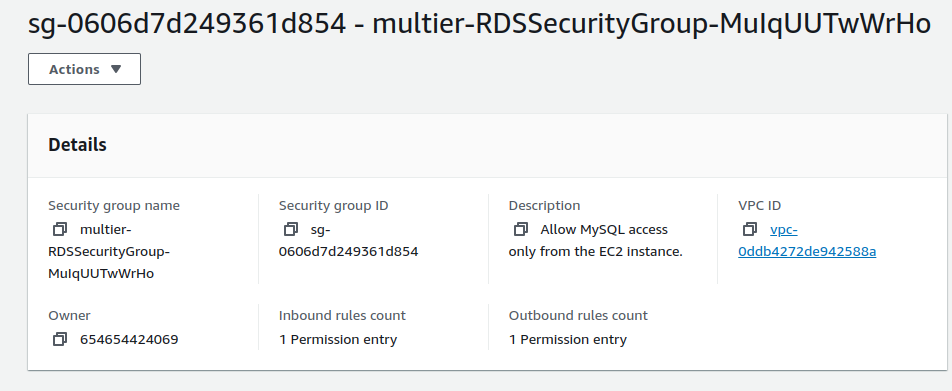 sg-0606d7d249361d854 - multier-RDSSecurityGroup-MuIqUUTwWrHo
Actions
Details
Security group name
multier-
RDSSecurityGroup-
MuIqUUTwWrHo
Security group ID
sg-
0606d7d249361d854
Description
Allow MySQL access
only from the EC2 instance.
VPC ID
vpc-
0ddb4272de942588a
Owner
654654424069
Inbound rules count
1 Permission entry
Outbound rules count
1 Permission entry